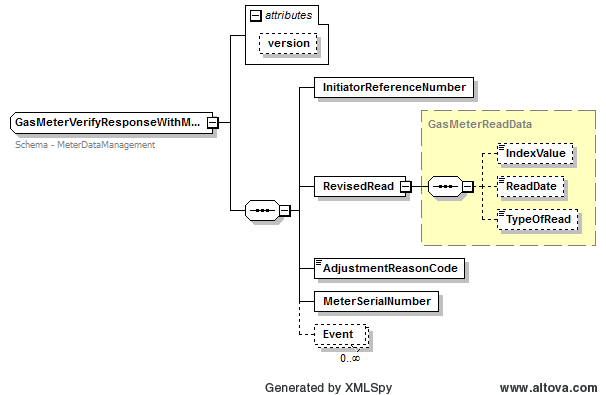 attributes
version
GasMeterVerifyResponseWithM...
Schema - MeterDataManagement
InitiatorReferenceNumber
GasMeterReadData
IndexValue
RevisedRead
ReadDate
TypeOfRead
AdjustmentReasonCode
MeterSerialNumber
Event
0..∞
Generated by XMLSpy
www.altova.com